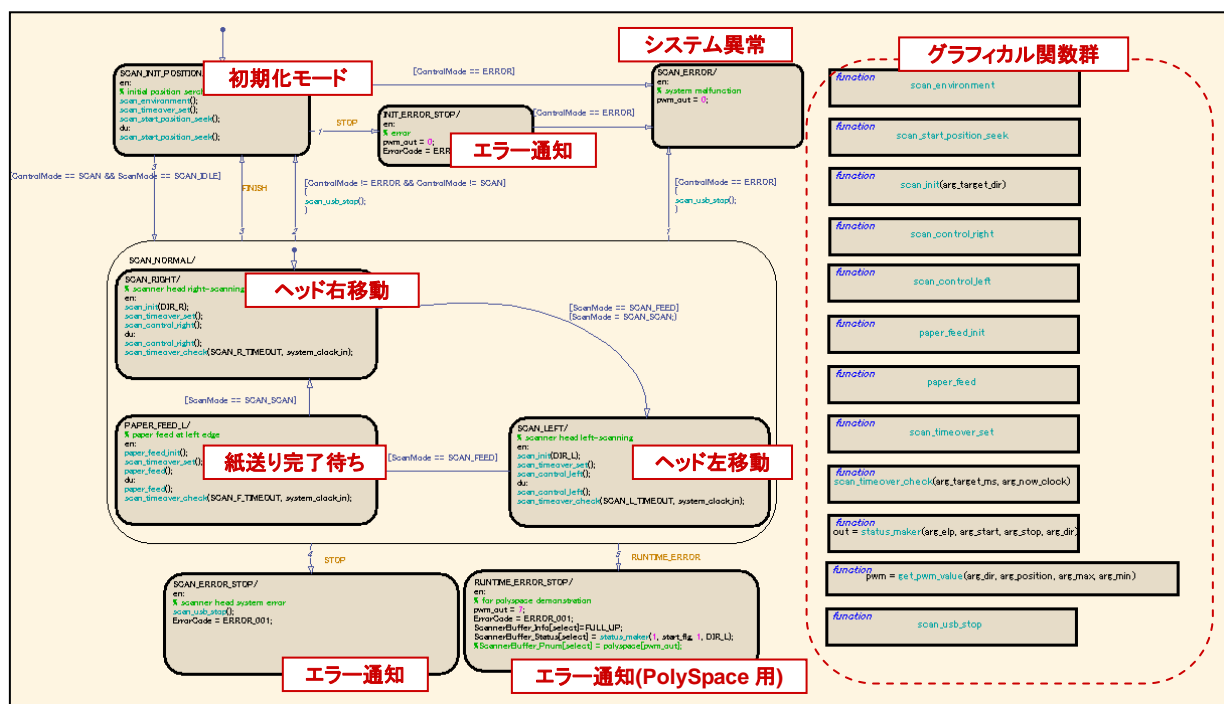 SCAN_INIT_POSITION
en:
% initial position
scan_environment();
scan_timeover_set();
scan_start_position_seek();
du:
scan_start_position_seek();
初期化モード
[ControlMode == ERROR]
システム異常
SCAN_ERROR/
en:
% system malfunction
pwm_out = 0;
1
STOP
INIT_ERROR_STOP/
en:
% error
pwm_out = 0;
ErrorCode =
エラー通知
[ControlMode == ERROR]
[ControlMode == SCAN && ScanMode == SCAN_IDLE]
FINISH
3
[ControlMode != ERROR && ControlMode != SCAN]
{
scan_usb_stop();
}
2
[ControlMode == ERROR]
{
scan_usb_stop();
}
1
SCAN_NORMAL/
SCAN_RIGHT/
% scanner head right-scanning
en:
scan_init(DIR_R);
scan_timeover_set();
scan_control_right();
du:
scan_control_right();
scan_timeover_check(SCAN_R_TIMEOUT, system_clock_in);
ヘッド右移動
[ScanMode == SCAN_FEED]
{ScanMode = SCAN_SCAN;}
[ScanMode == SCAN_SCAN]
PAPER_FEED_L/
% paper feed at left edge
en:
paper_feed_init();
scan_timeover_set();
paper_feed();
du:
paper_feed();
scan_timeover_check(SCAN_F_TIMEOUT, system_clock_in);
紙送り完了待ち
[ScanMode == SCAN_FEED]
SCAN_LEFT/
% scanner head left-scanning
en:
scan_init(DIR_L);
scan_timeover_set();
scan_control_left();
du:
scan_control_left();
scan_timeover_check(SCAN_L_TIMEOUT, system_clock_in);
ヘッド左移動
4
STOP
5
RUNTIME_ERROR
SCAN_ERROR_STOP/
en:
% scanner head system error
scan_usb_stop();
ErrorCode = ERROR_001;
エラー通知
RUNTIME_ERROR_STOP/
en:
% for polyspace demonstration
pwm_out = 7;
ErrorCode = ERROR_001;
ScannerBuffer_Info[select]=FULL_UP;
ScannerBuffer_Status[select] = status_maker(1, start_flg, 1, DIR_L);
%ScannerBuffer_Pnum[select] = polyspace[pwm_out];
エラー通知(PolySpace 用)
グラフィカル関数群
function
scan_environment
function
scan_start_position_seek
function
scan_init(arg_target_dir)
function
scan_control_right
function
scan_control_left
function
paper_feed_init
function
paper_feed
function
scan_timeover_set
function
scan_timeover_check(arg_target_ms, arg_now_clock)
function
out = status_maker(arg_elp, arg_start, arg_stop, arg_dir)
function
pwm = get_pwm_value(arg_dir, arg_position, arg_max, arg_min)
function
scan_usb_stop